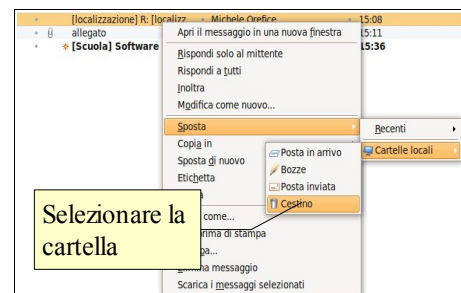 [localizzazione] R: [localizz Michele Orefice 15:08
allegato 15:11
[Scuola] Software 15:36
Apri il messaggio in una nuova finestra
Rispondi solo al mittente
Rispondi a tutti
Inoltra
Modifica come nuovo...
Sposta
Copia in
Sposta di nuovo
Etichetta
come...
di stampa
Scarica i messaggi selezionati
messaggio
Recenti
Cartelle locali
Posta in arrivo
Bozze
Posta inviata
Cestino
Selezionare la
cartella